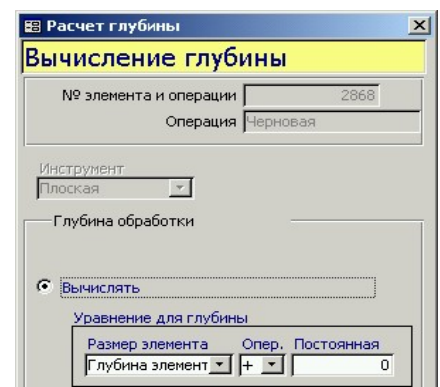 Расчет глубины
Вычисление глубины
№ элемента и операции 2868
Операция Черновая
Инструмент
Плоская
Глубина обработки
Вычислять
Уравнение для глубины
Размер элемента Опер. Постоянная
Глубина элемент + 0